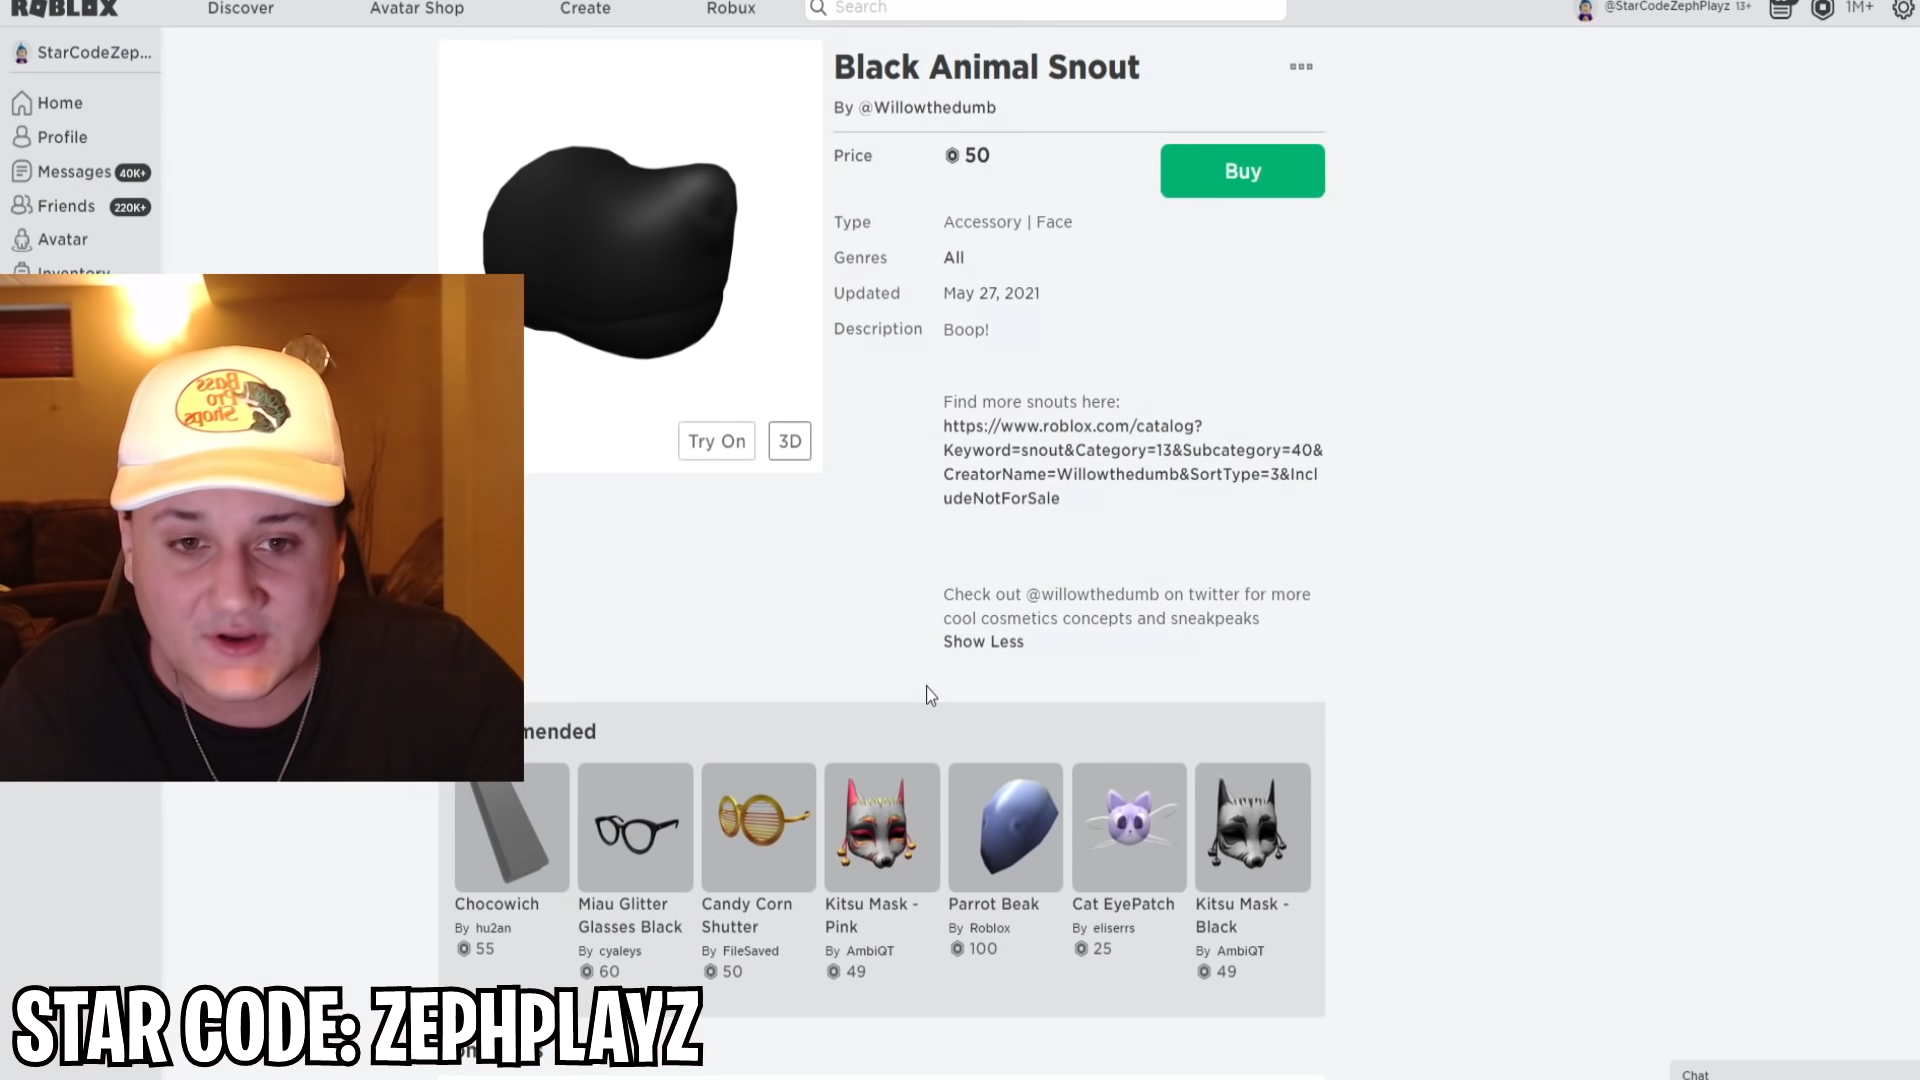 ROBLOX
Discover
Avatar Shop
Create
Robux
Search
@StarCodeZephPlayz 13+
1M+
StarCodeZep...
Home
Profile
Messages 40K+
Friends 220K+
Avatar
Inventory
Bass
Pro
Shops
Black Animal Snout
By @Willowthedumb
Price 50
Buy
Type Accessory | Face
Genres All
Updated May 27, 2021
Description Boop!
Find more snouts here:
https://www.roblox.com/catalog?
Keyword=snout&Category=13&Subcategory=40&
CreatorName=Willowthedumb&SortType=3&Incl
udeNotForSale
Check out @willowthedumb on twitter for more
cool cosmetics concepts and sneakpeaks
Show Less
Try On
3D
mended
Chocowich
By hu2an
55
Miau Glitter
Glasses Black
By cyaleys
60
Candy Corn
Shutter
By FileSaved
50
Kitsu Mask -
Pink
By AmbiQT
49
Parrot Beak
By Roblox
100
Cat EyePatch
By eliserrs
25
Kitsu Mask -
Black
By AmbiQT
49
STAR CODE: ZEPHPLAYZ
Chat